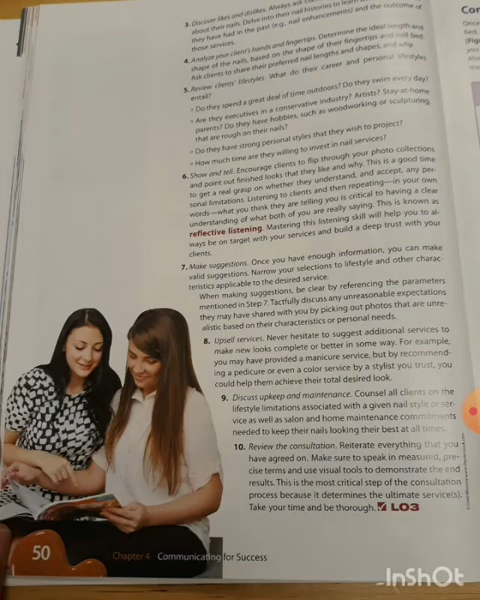 3. Discover likes and dislikes. Always ask
about their nails. Delve into their nail histories to learn
they have had in the past (e.g., nail enhancements) and the outcome of
those services.
4. Analyze your client's hands and fingertips. Determine the ideal length and
shape of the nails, based on the shape of their fingertips and nail bed.
Ask clients to share their preferred nail lengths and shapes, and why.
5. Review clients' lifestyles. What do their career and personal lifestyles
entail?
» Do they spend a great deal of time outdoors? Do they swim every day?
» Are they executives in a conservative industry? Artists? Stay-at-home
parents? Do they have hobbies, such as woodworking or sculpturing,
that are rough on their nails?
» Do they have strong personal styles that they wish to project?
» How much time are they willing to invest in nail services?
6. Show and tell. Encourage clients to flip through your photo collections
and point out finished looks that they like and why. This is a good time
to get a real grasp on whether they understand, and accept, any per-
sonal limitations. Listening to clients and then repeating—in your own
words—what you think they are telling you is critical to having a clear
understanding of what both of you are really saying. This is known as
reflective listening. Mastering this listening skill will help you to al-
ways be on target with your services and build a deep trust with your
clients.
7. Make suggestions. Once you have enough information, you can make
valid suggestions. Narrow your selections to lifestyle and other charac-
teristics applicable to the desired service.
When making suggestions, be clear by referencing the parameters
mentioned in Step 7. Tactfully discuss any unreasonable expectations
they may have shared with you by picking out photos that are unre-
alistic based on their characteristics or personal needs.
8. Upsell services. Never hesitate to suggest additional services to
make new looks complete or better in some way. For example,
you may have provided a manicure service, but by recommend-
ing a pedicure or even a color service by a stylist you trust, you
could help them achieve their total desired look.
9. Discuss upkeep and maintenance. Counsel all clients on the
lifestyle limitations associated with a given nail style or ser-
vice as well as salon and home maintenance commitments
needed to keep their nails looking their best at all times.
10. Review the consultation. Reiterate everything that you
have agreed on. Make sure to speak in measured, pre-
cise terms and use visual tools to demonstrate the end
results. This is the most critical step of the consultation
process because it determines the ultimate service(s).
Take your time and be thorough. LO3
50
Chapter 4 Communicating for Success
InShOt